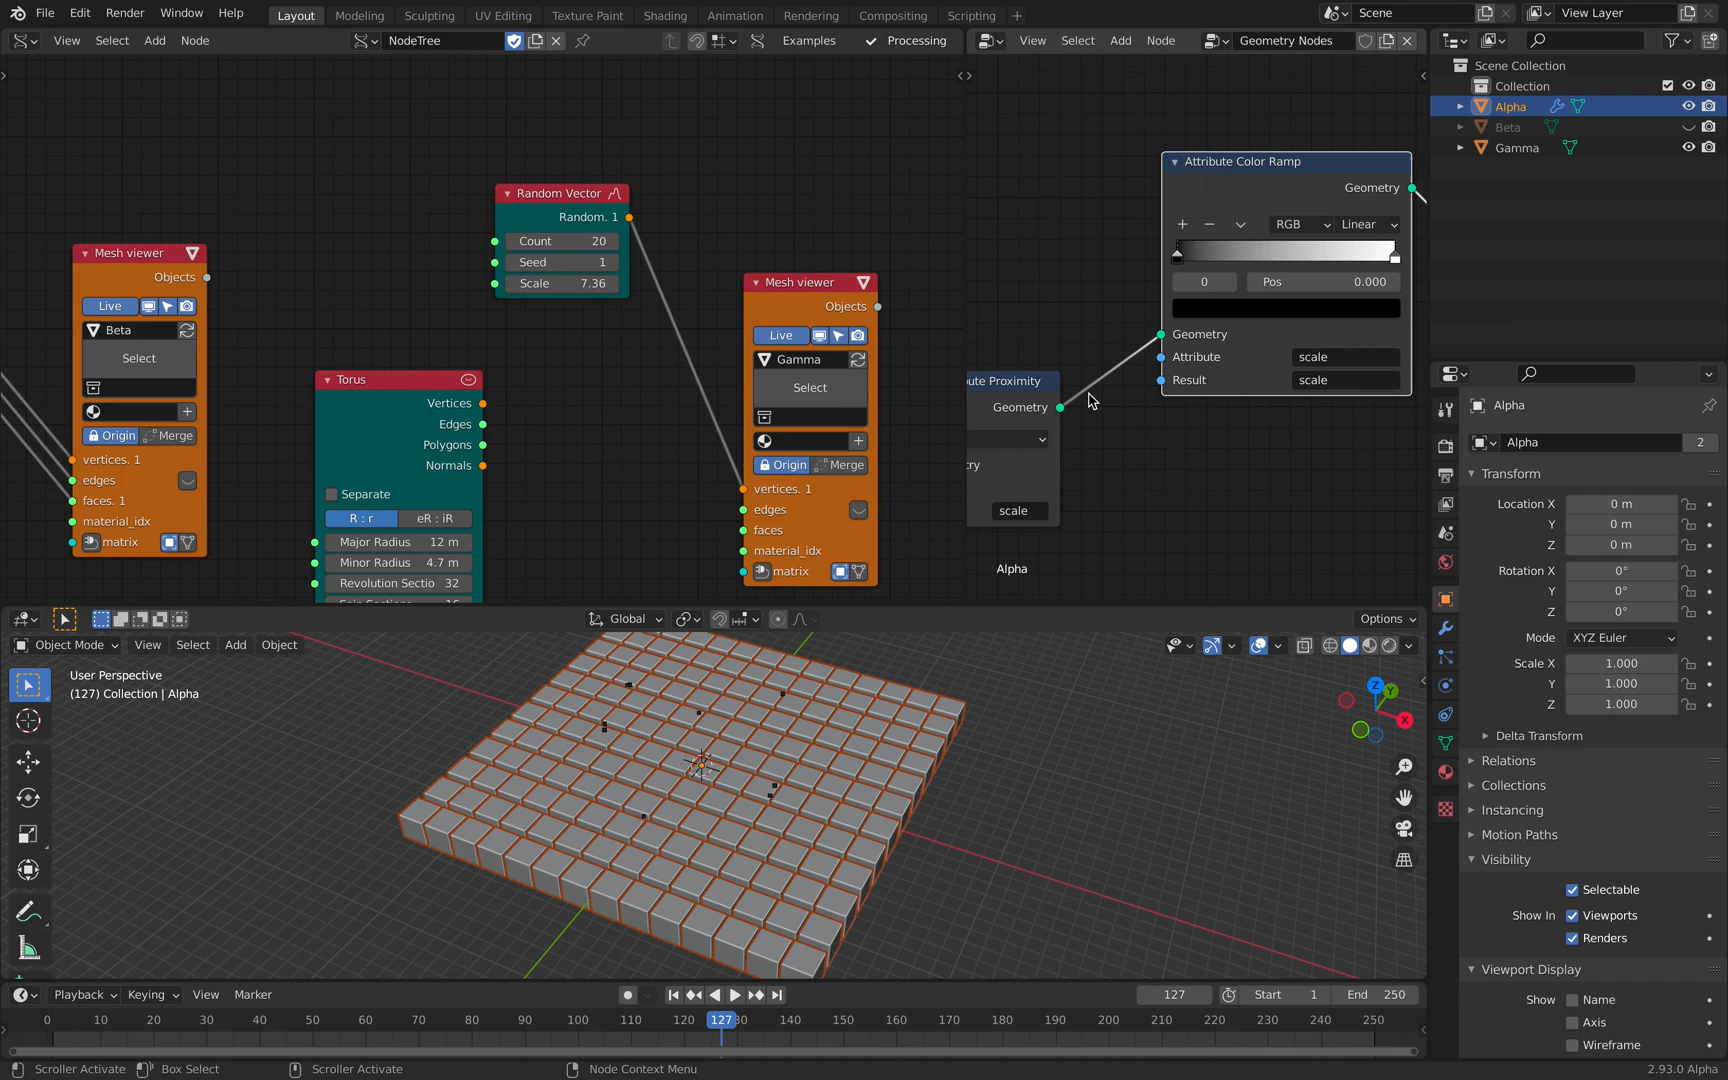 File Edit Render Window Help Layout Modeling Sculpting UV Editing Texture Paint Shading Animation Rendering Compositing Scripting + Scene View Layer
View Select Add Node NodeTree Examples Processing
View Select Add Node Geometry Nodes
Scene Collection
Collection
Alpha
Beta
Gamma
Mesh viewer
Objects
Live
Beta
Select
Origin Merge
vertices. 1
edges
faces. 1
material_idx
matrix
Random Vector
Random. 1
Count 20
Seed 1
Scale 7.36
Torus
Vertices
Edges
Polygons
Normals
Separate
R : r eR : iR
Major Radius 12 m
Minor Radius 4.7 m
Revolution Sectio 32
Mesh viewer
Objects
Live
Gamma
Select
Origin Merge
vertices. 1
edges
faces
material_idx
matrix
ute Proximity
Geometry
try
scale
Alpha
Attribute Color Ramp
Geometry
RGB Linear
0 Pos 0.000
Geometry
Attribute scale
Result scale
Global Options
Object Mode View Select Add Object
User Perspective
(127) Collection | Alpha
Z
Y
X
Alpha
Alpha 2
Transform
Location X 0 m
Y 0 m
Z 0 m
Rotation X 0°
Y 0°
Z 0°
Mode XYZ Euler
Scale X 1.000
Y 1.000
Z 1.000
Delta Transform
Relations
Collections
Instancing
Motion Paths
Visibility
Selectable
Show In Viewports
Renders
Viewport Display
Show Name
Axis
Wireframe
Playback Keying View Marker 127 Start 1 End 250
0 10 20 30 40 50 60 70 80 90 100 110 120 127 30 140 150 160 170 180 190 200 210 220 230 240 250
Scroller Activate Box Select Scroller Activate Node Context Menu 2.93.0 Alpha